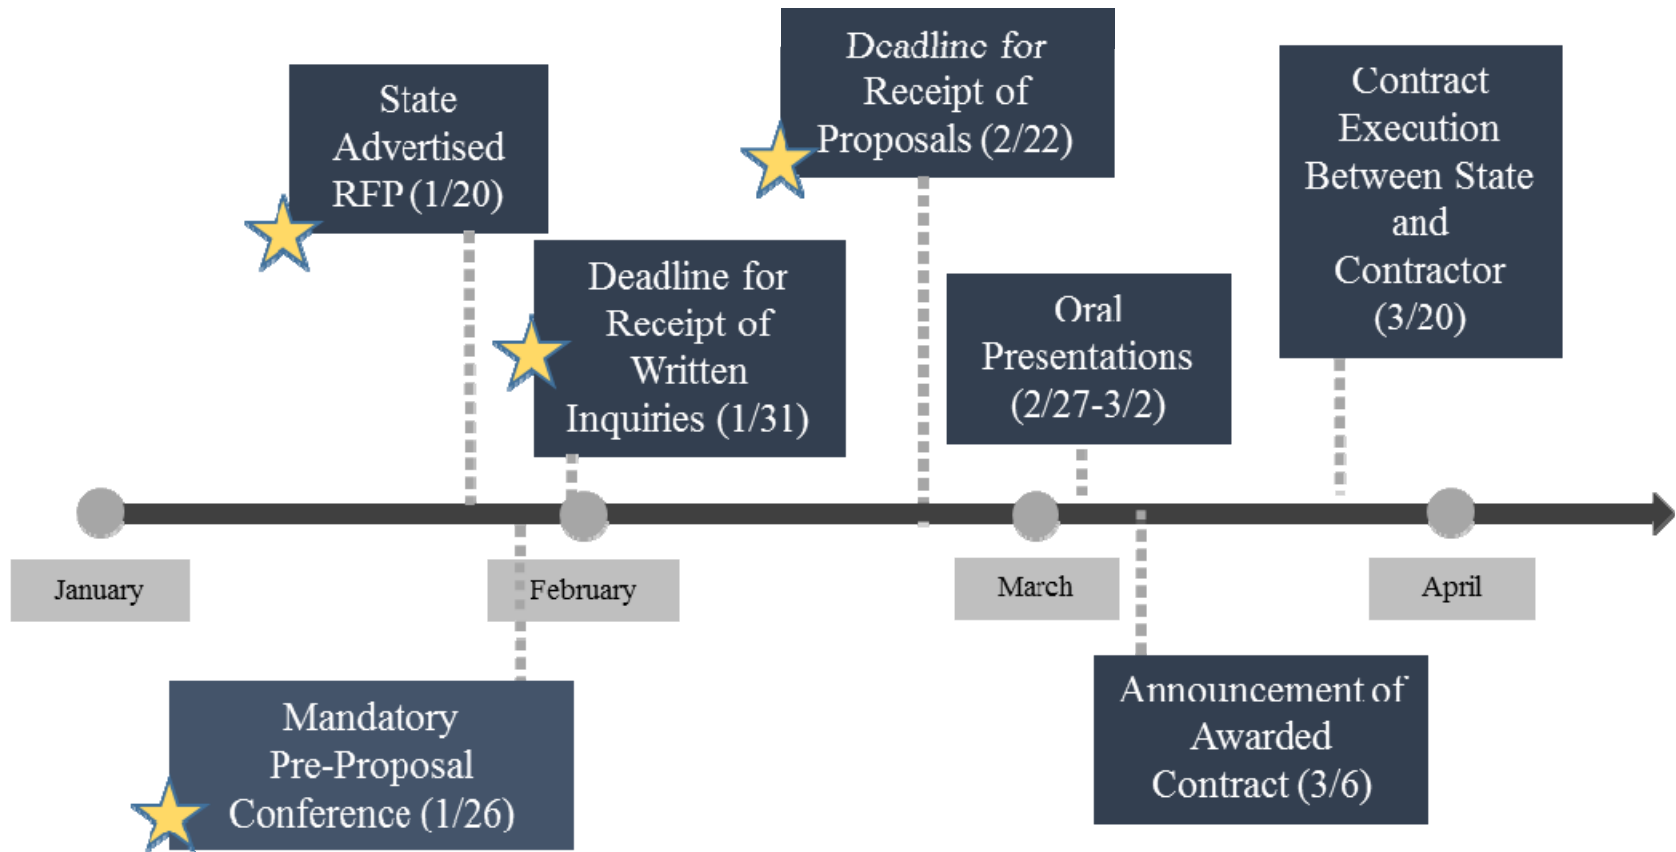 State
Advertised
RFP (1/20)
Deadline for
Receipt of
Written
Inquiries (1/31)
Deadline for
Receipt of
Proposals (2/22)
Oral
Presentations
(2/27-3/2)
Contract
Execution
Between State
and
Contractor
(3/20)
January
February
March
April
Mandatory
Pre-Proposal
Conference (1/26)
Announcement of
Awarded
Contract (3/6)